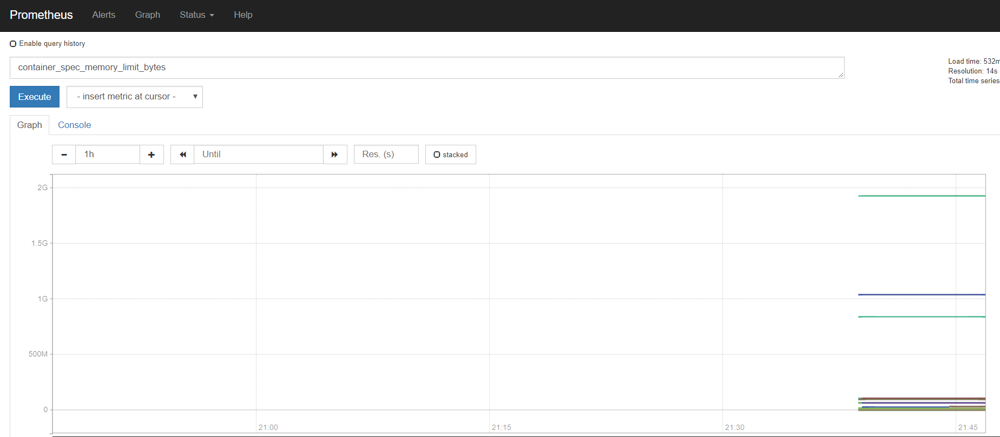 Prometheus Alerts Graph Status Help
Enable query history
container_spec_memory_limit_bytes
Load time: 532m
Resolution: 14s
Total time series
Execute - insert metric at cursor -
Graph Console
1h Until Res. (s) stacked
2G
1.5G
1G
500M
0
21:00 21:15 21:30 21:45